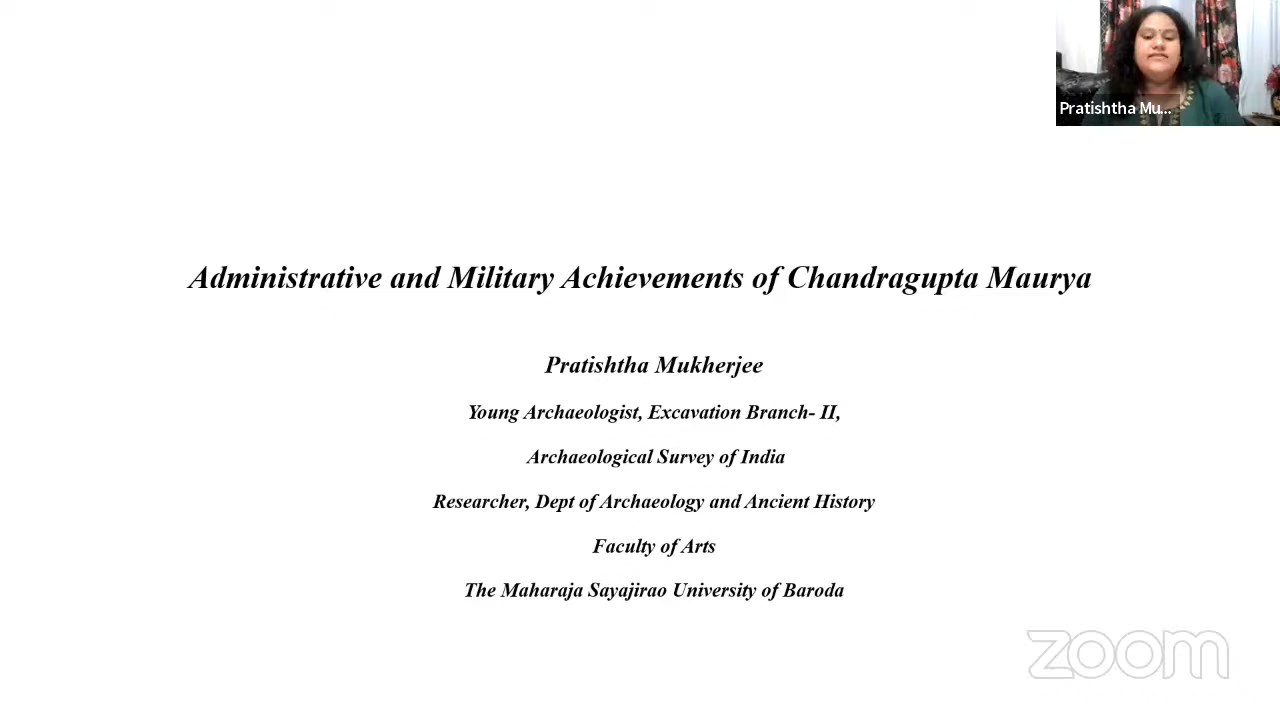 Pratishtha Mu...
Administrative and Military Achievements of Chandragupta Maurya
Pratishtha Mukherjee
Young Archaeologist, Excavation Branch- II,
Archaeological Survey of India
Researcher, Dept of Archaeology and Ancient History
Faculty of Arts
The Maharaja Sayajirao University of Baroda
zoom